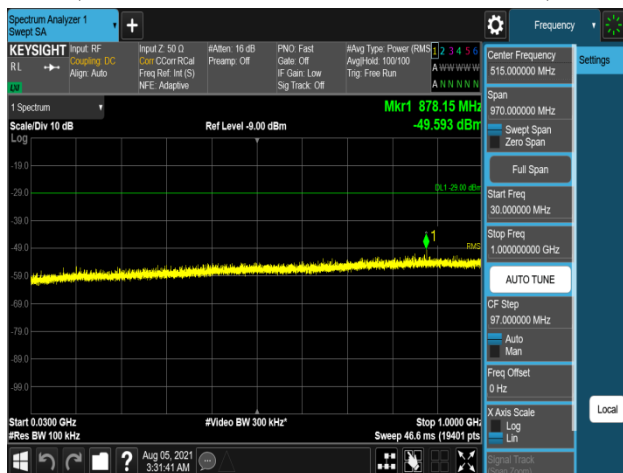 Spectrum Analyzer 1
Swept SA
+
Frequency
KEYSIGHT
RL
LXI
Input: RF
Coupling: DC
Align: Auto
Input Z: 50 Ω
Corr CCorr RCal
Freq Ref: Int (S)
NFE: Adaptive
#Atten: 16 dB
Preamp: Off
PNO: Fast
Gate: Off
IF Gain: Low
Sig Track: Off
#Avg Type: Power (RMS
Avg|Hold: 100/100
Trig: Free Run
1 2 3 4 5 6
A W W W W W
A N N N N N
1 Spectrum
Scale/Div 10 dB
Log
Ref Level -9.00 dBm
Mkr1 878.15 MHz
-49.593 dBm
-19.0
-29.0
DL1 -29.00 dBm
-39.0
1
-49.0
RMS
-59.0
-69.0
-79.0
-89.0
-99.0
Start 0.0300 GHz
#Res BW 100 kHz
#Video BW 300 kHz*
Stop 1.0000 GHz
Sweep 46.6 ms (19401 pts
?
Aug 05, 2021
3:31:41 AM
Center Frequency
515.000000 MHz
Span
970.000000 MHz
Swept Span
Zero Span
Full Span
Start Freq
30.000000 MHz
Stop Freq
1.000000000 GHz
AUTO TUNE
CF Step
97.000000 MHz
Auto
Man
Freq Offset
0 Hz
X Axis Scale
Log
Lin
Signal Track
(Span Zoom)
Settings
Local